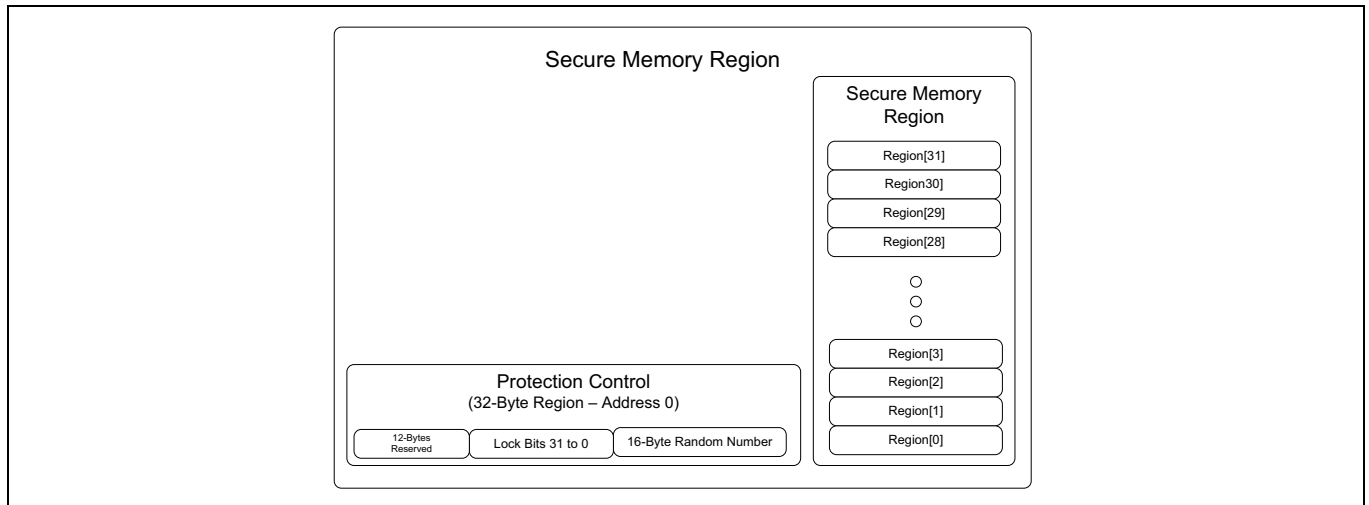 Secure Memory Region
Secure Memory
Region
Region[31]
Region30]
Region[29]
Region[28]
Region[3]
Region[2]
Region[1]
Region[0]
Protection Control
(32-Byte Region – Address 0)
12-Bytes
Reserved
Lock Bits 31 to 0
16-Byte Random Number